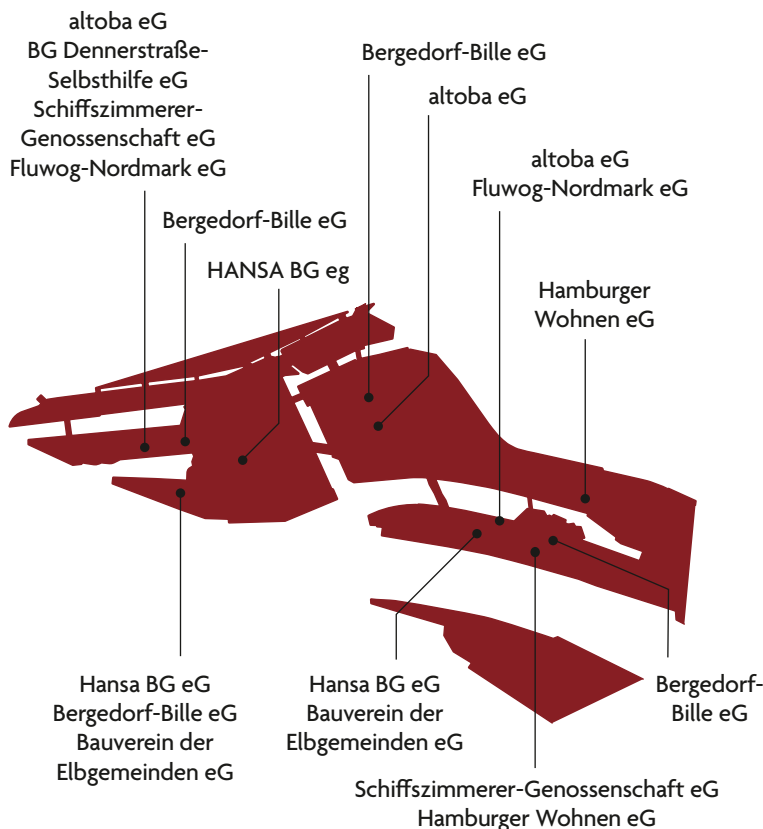 altoba eG
BG Dennerstraße-
Selbsthilfe eG
Schiffszimmerer-
Genossenschaft eG
Fluwog-Nordmark eG
Bergedorf-Bille eG
HANSA BG eg
Bergedorf-Bille eG
altoba eG
altoba eG
Fluwog-Nordmark eG
Hamburger
Wohnen eG
Hansa BG eG
Bergedorf-Bille eG
Bauverein der
Elbgemeinden eG
Hansa BG eG
Bauverein der
Elbgemeinden eG
Schiffszimmerer-Genossenschaft eG
Hamburger Wohnen eG
Bergedorf-
Bille eG